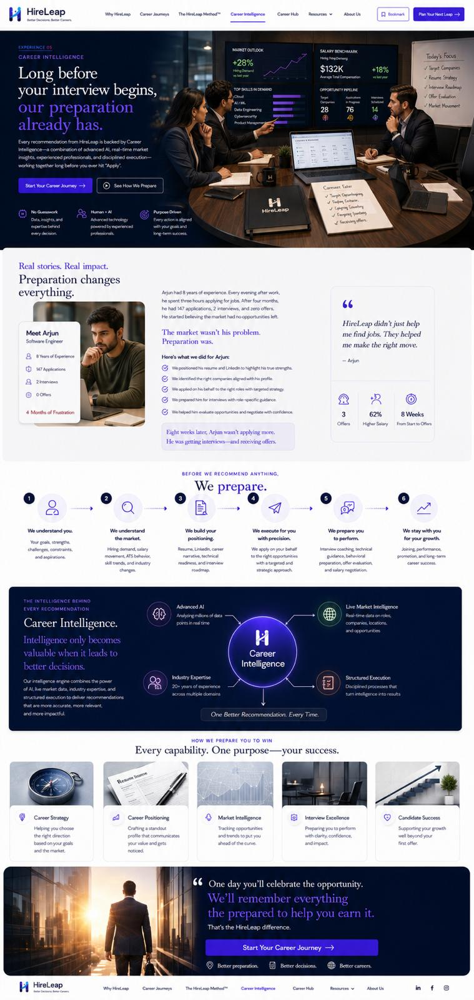 HireLeap
Better Decisions. Better Careers.
Why HireLeap
Career Journeys
The HireLeap Method™
Career Intelligence
Career Hub
Resources
About Us
Bookmark
Plan Your Next Leap →
EXPERIENCE 05
CAREER INTELLIGENCE
Long before
your interview begins,
our preparation
already has.
Every recommendation from HireLeap is backed by Career
Intelligence—a combination of advanced AI, real-time market
insights, experienced professionals, and disciplined execution—
working together long before you ever hit "Apply".
Start Your Career Journey →
See How We Prepare
No Guesswork
Data, insights, and
expertise behind
every decision.
Human + AI
Advanced technology
powered by experienced
professionals.
Purpose Driven
Every action is aligned
with your goals and
long-term success.
MARKET OUTLOOK
+28%
Hiring Demand
vs last year
TOP SKILLS IN DEMAND
Cloud
AI / ML
Data Engineering
Cybersecurity
Product Management
SALARY BENCHMARK
$132K
Average Total Compensation
+18%
vs last year
OPPORTUNITY PIPELINE
Target
Companies
28
Applications
In Progress
76
Interviews
Scheduled
14
Today's Focus
✓ Target Companies
✓ Resume Strategy
✓ Interview Roadmap
✓ Offer Evaluation
✓ Market Movement
HireLeap
Real stories. Real impact.
Preparation changes
everything.
Meet Arjun
Software Engineer
8 Years of Experience
147 Applications
2 Interviews
0 Offers
4 Months of Frustration
Arjun had 8 years of experience. Every evening after work,
he spent three hours applying for jobs. After four months,
he had 147 applications, 2 interviews, and zero offers.
He started believing the market had no opportunities left.
The market wasn't his problem.
Preparation was.
Here's what we did for Arjun:
We positioned his resume and LinkedIn to highlight his true strengths.
We identified the right companies aligned with his profile.
We applied on his behalf to the right roles with targeted strategy.
We prepared him for interviews with role-specific guidance.
We helped him evaluate opportunities and negotiate with confidence.
Eight weeks later, Arjun wasn't applying more.
He was getting interviews—and receiving offers.
“
HireLeap didn't just help
me find jobs. They helped
me make the right move.
— Arjun
3
Offers
62%
Higher Salary
8 Weeks
From Start to Offers
BEFORE WE RECOMMEND ANYTHING,
We prepare.
1
We understand you.
Your goals, strengths,
challenges, constraints,
and aspirations.
2
We understand
the market.
Hiring demand, salary
movement, ATS behavior,
skill trends, and industry
changes.
3
We build your
positioning.
Resume, LinkedIn, career
narrative, technical
readiness, and interview
roadmap.
4
We execute for you
with precision.
We apply on your behalf
to the right opportunities
with a targeted and
strategic approach.
5
We prepare you
to perform.
Interview coaching, technical
guidance, behavioral
preparation, offer evaluation,
and salary negotiation.
6
We stay with you
for your growth.
Joining, performance,
promotion, and long-term
career success.
THE INTELLIGENCE BEHIND
EVERY RECOMMENDATION
Career Intelligence.
Intelligence only becomes
valuable when it leads to
better decisions.
Our intelligence engine combines the power
of AI, live market data, industry expertise, and
structured execution to deliver recommendations
that are more accurate, more relevant,
and more impactful.
Advanced AI
Analyzing millions of data
points in real time
Live Market Intelligence
Real-time data on roles,
companies, locations,
and opportunities
Career
Intelligence
Industry Expertise
20+ years of experience
across multiple domains
Structured Execution
Disciplined processes that
turn intelligence into results
One Better Recommendation. Every Time.
HOW WE PREPARE YOU TO WIN
Every capability. One purpose—your success.
Career Strategy
Helping you choose
the right direction
based on your goals
and the market.
Career Positioning
Crafting a standout
profile that communicates
your value and gets
noticed.
Market Intelligence
Tracking opportunities
and trends to put you
ahead of the curve.
Interview Excellence
Preparing you to perform
with clarity, confidence,
and impact.
Candidate Success
Supporting your growth
well beyond your
first offer.
“ One day you'll celebrate the opportunity.
We'll remember everything
the prepared to help you earn it.
That's the HireLeap difference.
Start Your Career Journey →
Better preparation.
Better decisions.
Better careers.
HireLeap
Better Decisions. Better Careers.
Why HireLeap
Career Journeys
The HireLeap Method™
Career Intelligence
Career Hub
Resources
About Us
in
f